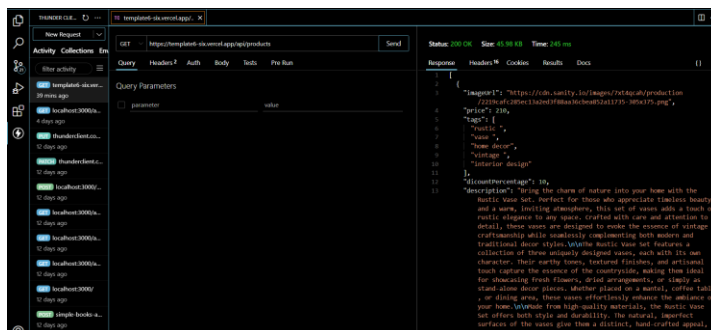 THUNDER CLIE...
template6-six.vercel.app/.
New Request
Activity Collections En
filter activity
GET template6-six.ver...
39 mins ago
GET localhost:3000/a...
4 days ago
PUT thunderclient.co...
12 days ago
PATCH thunderclient.c...
12 days ago
POST localhost:3000/...
12 days ago
GET localhost:3000/a...
12 days ago
GET localhost:3000/a...
12 days ago
GET localhost:3000/a...
12 days ago
GET localhost:3000/
12 days ago
POST simple-books-a...
12 days ago
GET https://template6-six.vercel.app/api/products Send
Query Headers 2 Auth Body Tests Pre Run
Query Parameters
parameter value
Status: 200 OK Size: 45.98 KB Time: 245 ms
Response Headers 16 Cookies Results Docs {}
1 [
2 {
3 "imageUrl": "https://cdn.sanity.io/images/7xt4qcah/production
/2219cafc285ec13a2ed3f88aa36c9ea852a11735-305x375.png",
4 "price": 210,
5 "tags": [
6 "rustic ",
7 "vase ",
8 "home decor",
9 "vintage ",
10 "interior design"
11 ],
12 "dicountPercentage": 10,
13 "description": "Bring the charm of nature into your home with the
Rustic Vase Set. Perfect for those who appreciate timeless beauty
and a warm, inviting atmosphere, this set of vases adds a touch o
rustic elegance to any space. Crafted with care and attention to
detail, these vases are designed to evoke the essence of vintage
craftsmanship while seamlessly complementing both modern and
traditional decor styles.\n\nThe Rustic Vase Set features a
collection of three uniquely designed vases, each with its own
character. Their earthy tones, textured finishes, and artisanal
touch capture the essence of the countryside, making them ideal
for showcasing fresh flowers, dried arrangements, or simply as
stand-alone decor pieces. Whether placed on a mantel, coffee tabl
, or dining area, these vases effortlessly enhance the ambiance o
your home.\n\nMade from high-quality materials, the Rustic Vase
Set offers both style and durability. The natural, imperfect
surfaces of the vases give them a distinct, hand-crafted appeal,